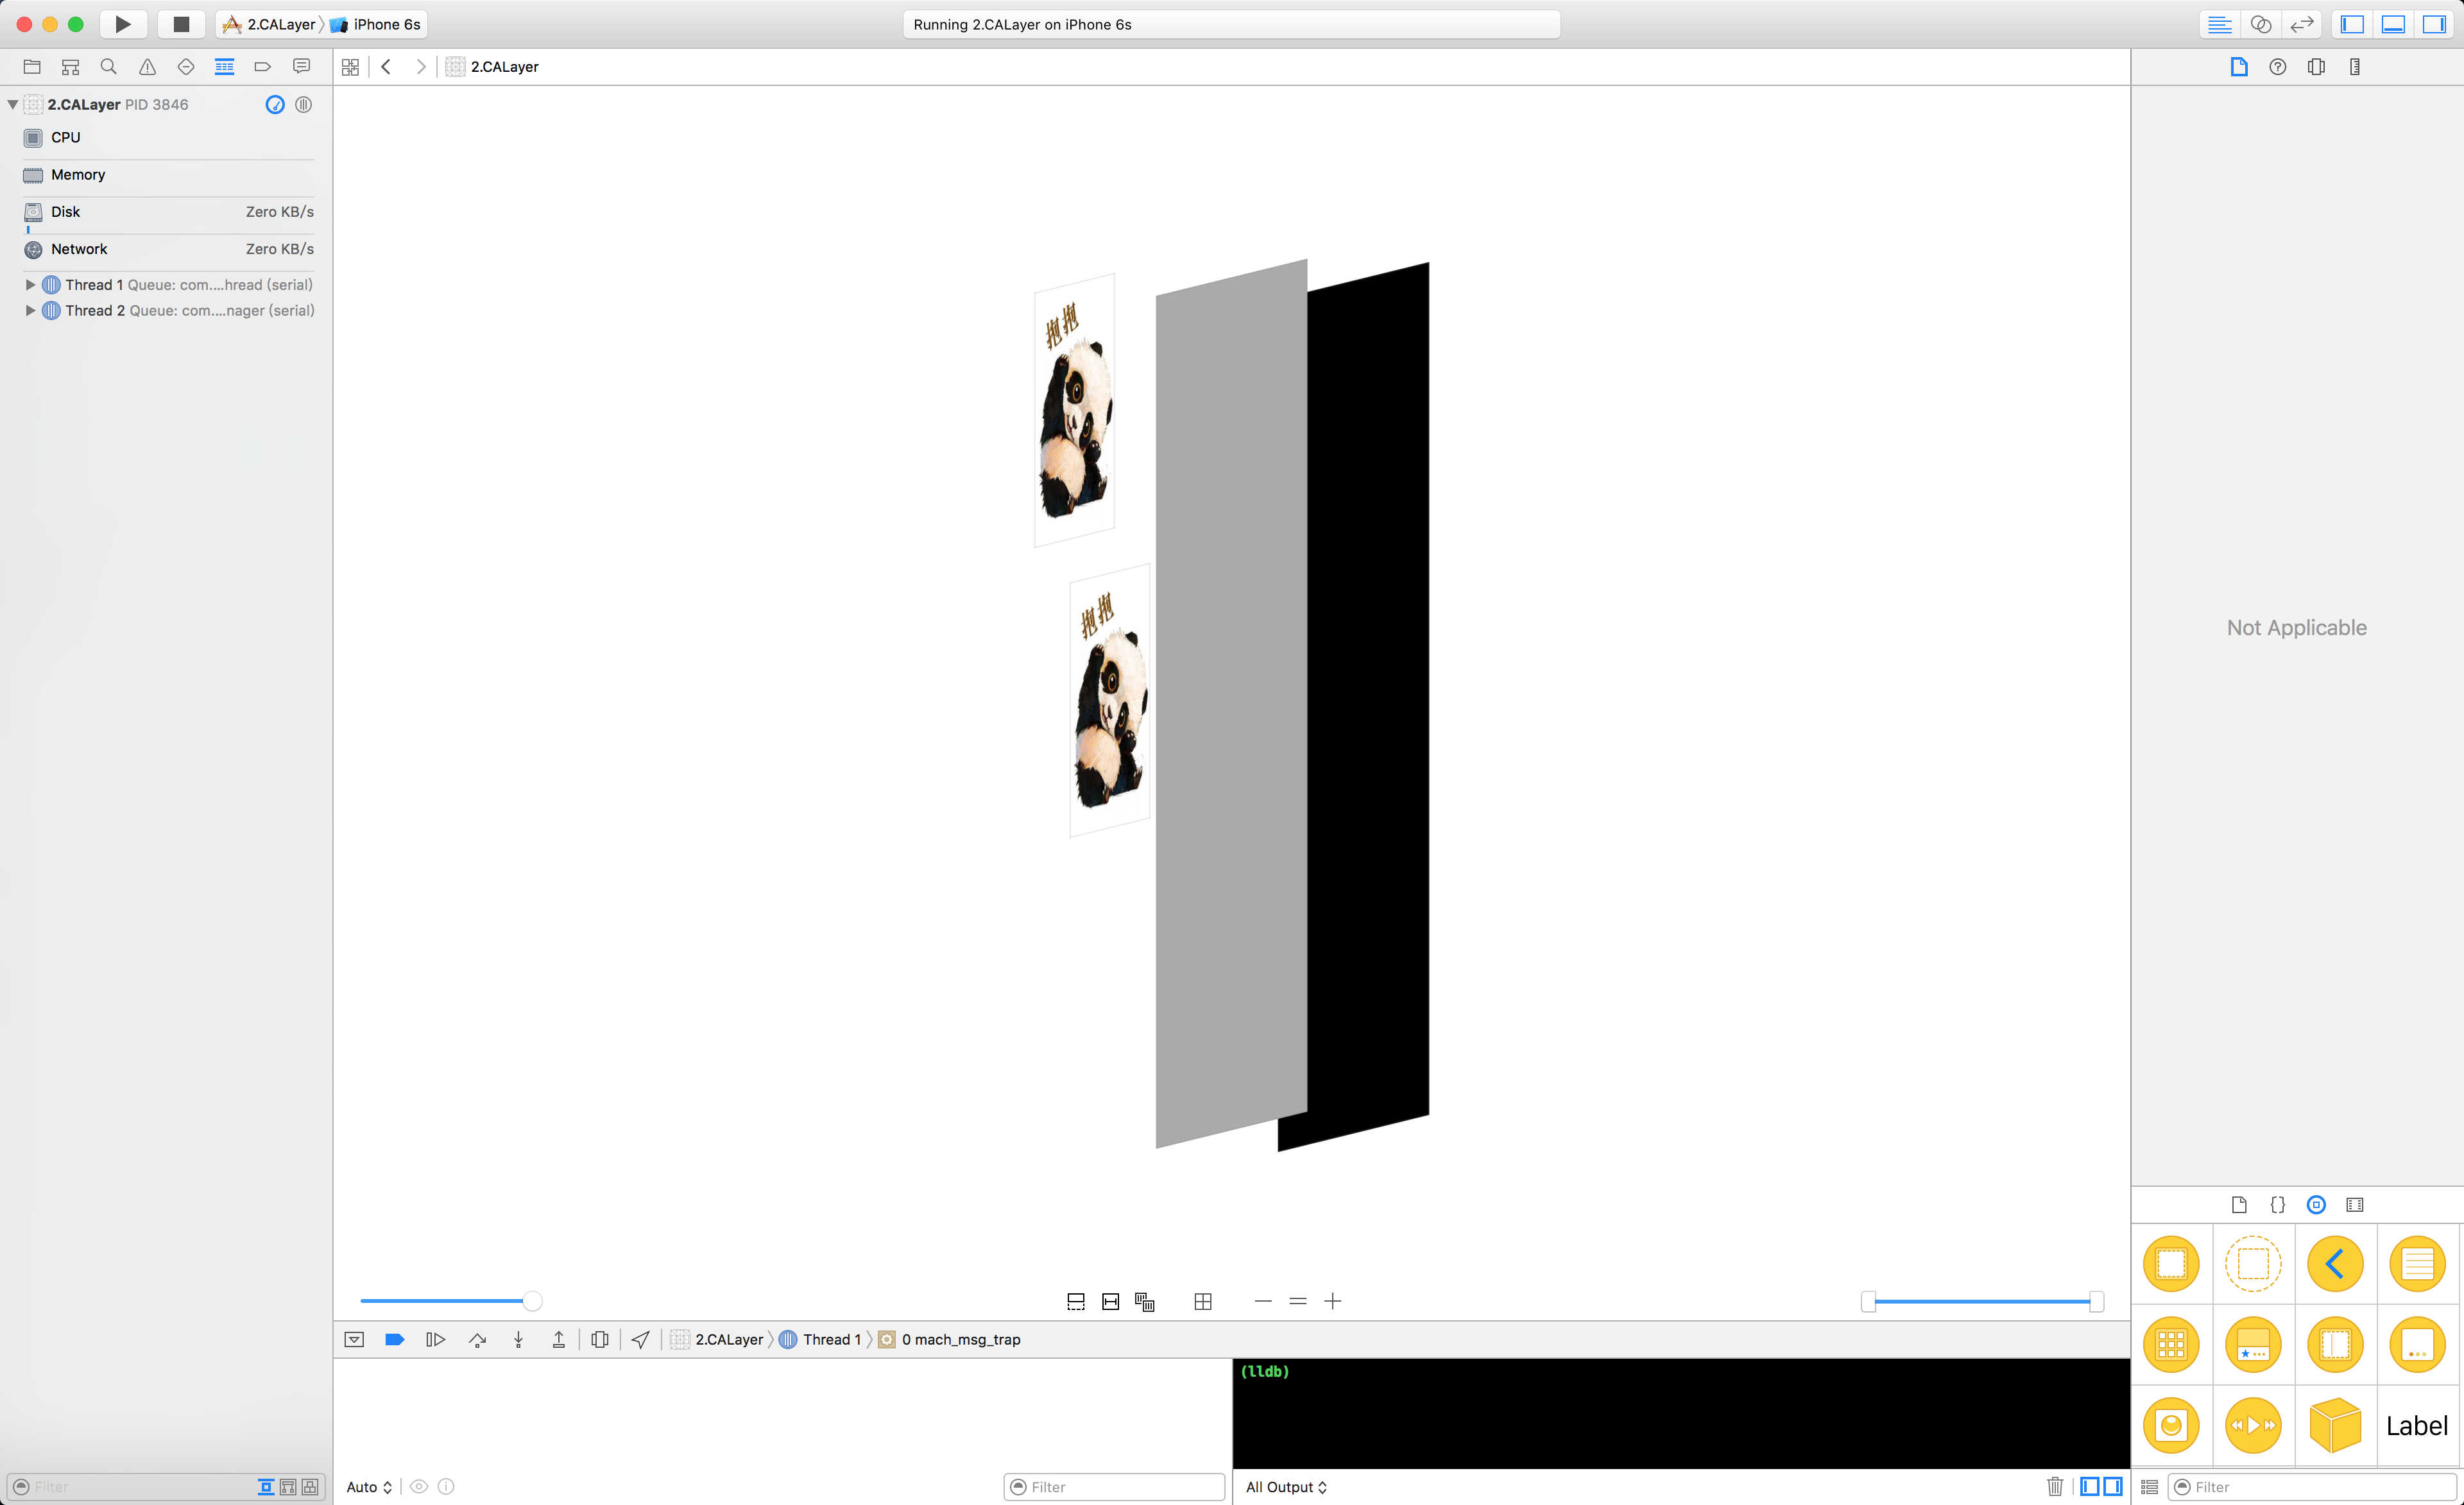 2.CALayer iPhone 6s
Running 2.CALayer on iPhone 6s
2.CALayer
2.CALayer PID 3846
CPU
Memory
Disk Zero KB/s
Network Zero KB/s
Thread 1 Queue: com....hread (serial)
Thread 2 Queue: com....nager (serial)
抱抱
抱抱
Not Applicable
2.CALayer Thread 1 0 mach_msg_trap
(lldb)
Label
Filter
Auto
Filter
All Output
Filter